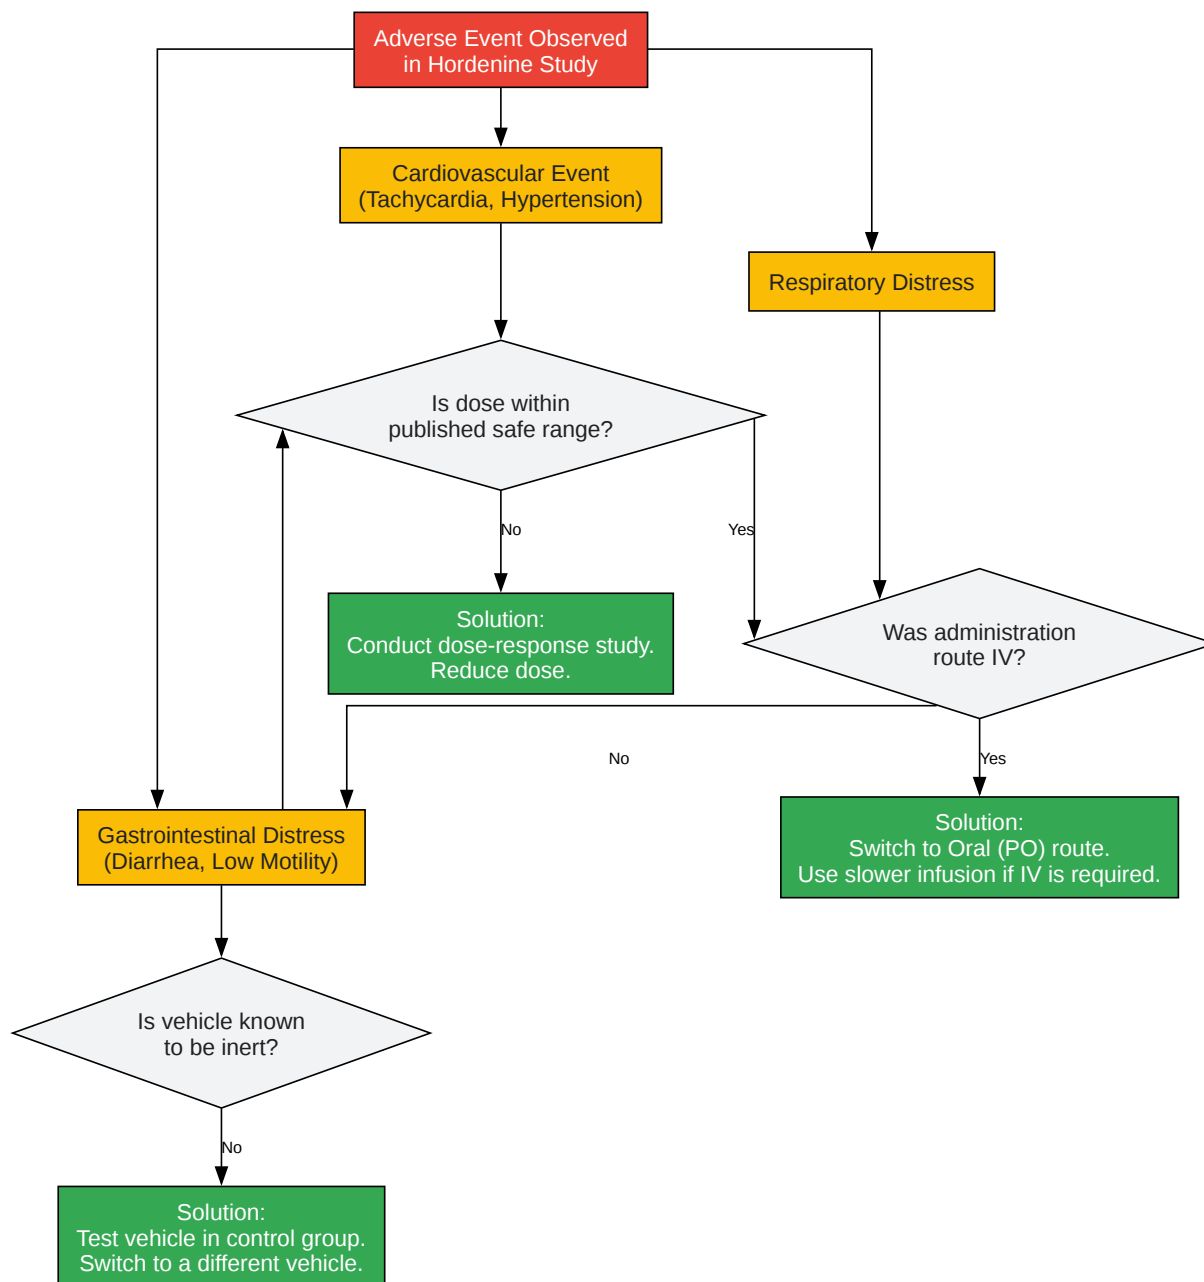 Adverse Event Observed
in Hordenine Study
Cardiovascular Event
(Tachycardia, Hypertension)
Respiratory Distress
Is dose within
published safe range?
No
Yes
Solution:
Conduct dose-response study.
Reduce dose.
Was administration
route IV?
No
Yes
Solution:
Switch to Oral (PO) route.
Use slower infusion if IV is required.
Gastrointestinal Distress
(Diarrhea, Low Motility)
Is vehicle known
to be inert?
No
Solution:
Test vehicle in control group.
Switch to a different vehicle.